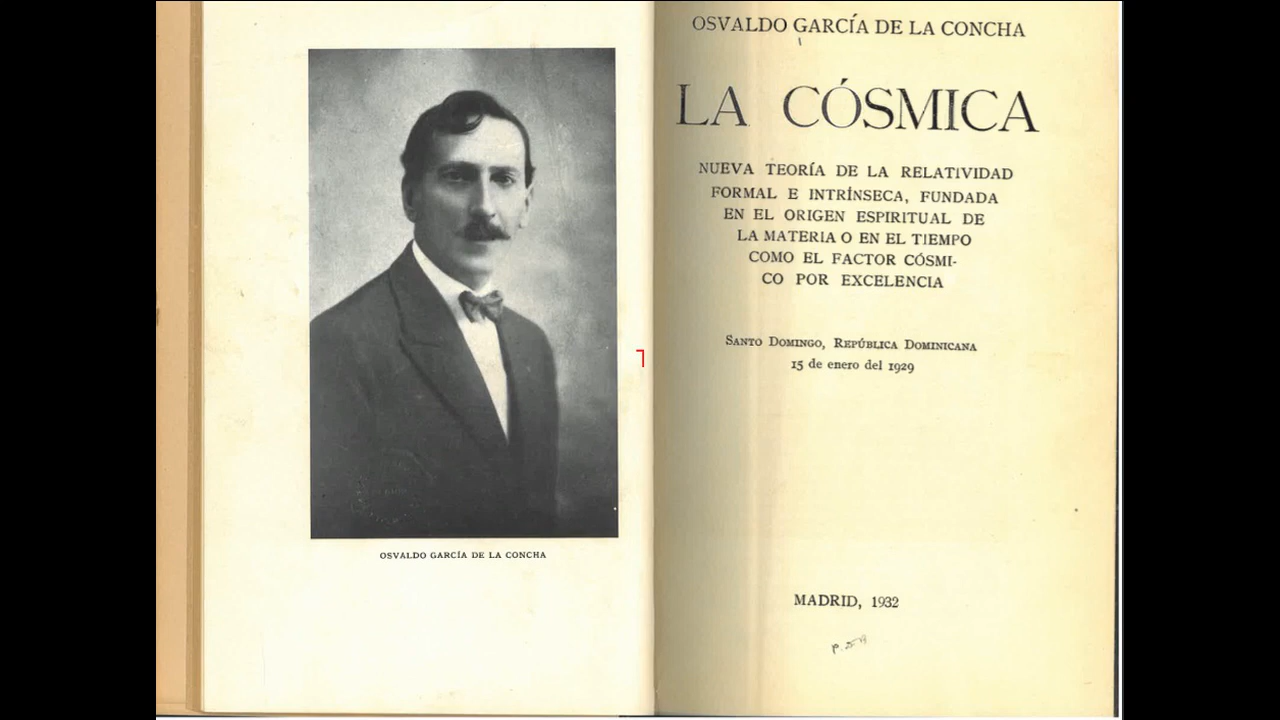 OSVALDO GARCÍA DE LA CONCHA
OSVALDO GARCÍA DE LA CONCHA
LA CÓSMICA
NUEVA TEORÍA DE LA RELATIVIDAD
FORMAL E INTRÍNSECA, FUNDADA
EN EL ORIGEN ESPIRITUAL DE
LA MATERIA O EN EL TIEMPO
COMO EL FACTOR CÓSMI-
CO POR EXCELENCIA
SANTO DOMINGO, REPÚBLICA DOMINICANA
15 de enero del 1929
MADRID, 1932